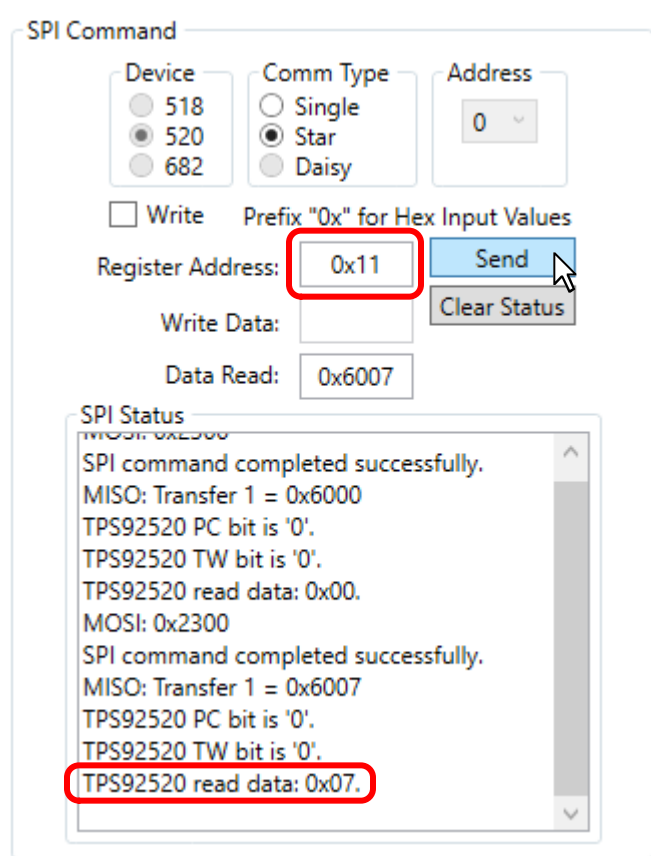 SPI Command
Device
Comm Type
Address
518
Single
0
520
Star
682
Daisy
Write
Prefix "0x" for Hex Input Values
Register Address:
0x11
Send
Write Data:
Clear Status
Data Read:
0x6007
SPI Status
MOSI: 0x2300
SPI command completed successfully.
MISO: Transfer 1 = 0x6000
TPS92520 PC bit is '0'.
TPS92520 TW bit is '0'.
TPS92520 read data: 0x00.
MOSI: 0x2300
SPI command completed successfully.
MISO: Transfer 1 = 0x6007
TPS92520 PC bit is '0'.
TPS92520 TW bit is '0'.
TPS92520 read data: 0x07.